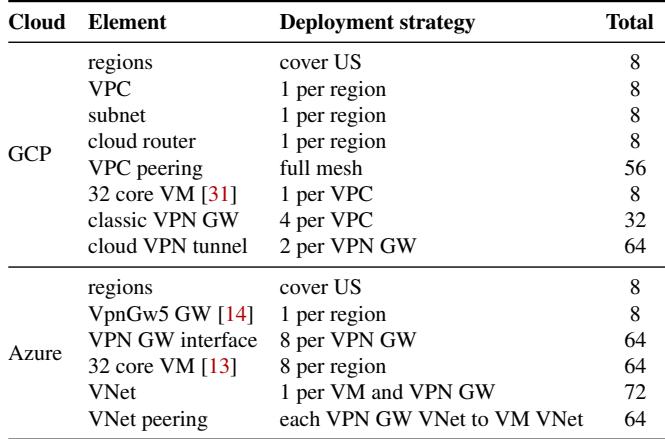 Cloud Element Deployment strategy Total
GCP
regions cover US 8
VPC 1 per region 8
subnet 1 per region 8
cloud router 1 per region 8
VPC peering full mesh 56
32 core VM [31] 1 per VPC 8
classic VPN GW 4 per VPC 32
cloud VPN tunnel 2 per VPN GW 64
Azure
regions cover US 8
VpnGw5 GW [14] 1 per region 8
VPN GW interface 8 per VPN GW 64
32 core VM [13] 8 per region 64
VNet 1 per VM and VPN GW 72
VNet peering each VPN GW VNet to VM VNet 64